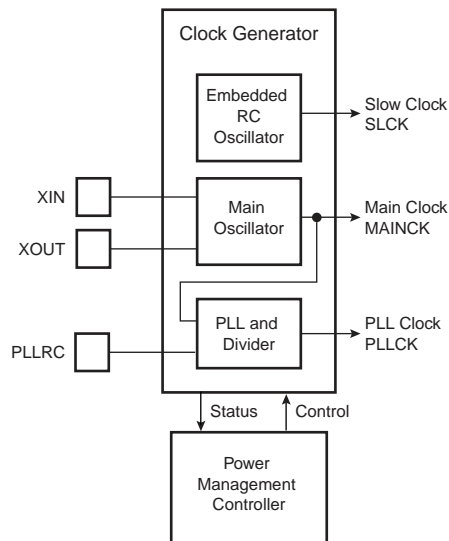 Clock Generator
Embedded
RC
Oscillator
Slow Clock
SLCK
XIN
Main
Oscillator
Main Clock
MAINCK
XOUT
PLL and
Divider
PLL Clock
PLLCK
PLLRC
Status
Control
Power
Management
Controller